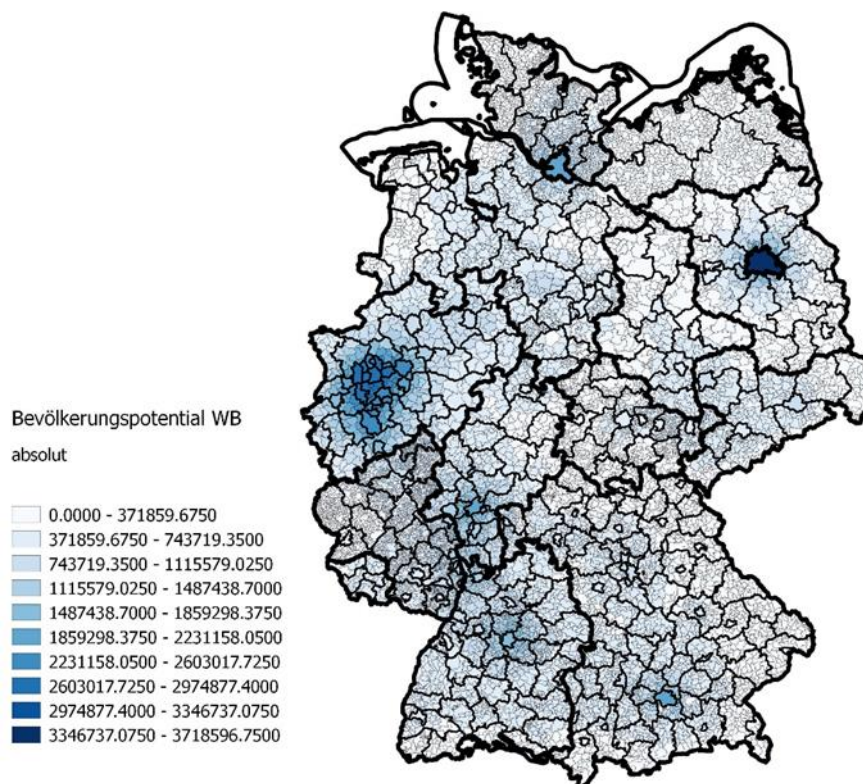 Bevölkerungspotential WB
absolut
0.0000 - 371859.6750
371859.6750 - 743719.3500
743719.3500 - 1115579.0250
1115579.0250 - 1487438.7000
1487438.7000 - 1859298.3750
1859298.3750 - 2231158.0500
2231158.0500 - 2603017.7250
2603017.7250 - 2974877.4000
2974877.4000 - 3346737.0750
3346737.0750 - 3718596.7500